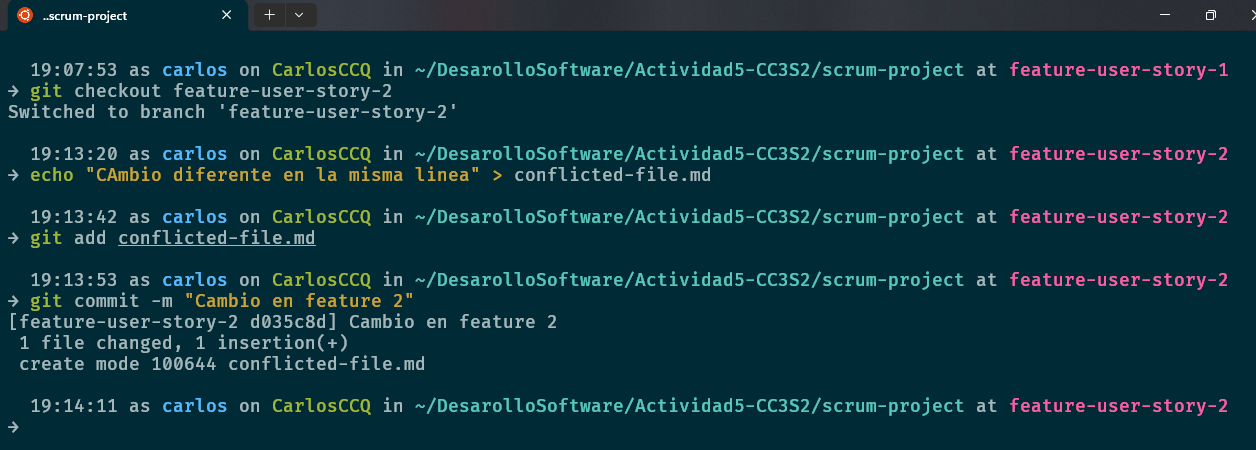 ..scrum-project
19:07:53 as carlos on CarlosCCQ in ~/DesarolloSoftware/Actividad5-CC3S2/scrum-project at feature-user-story-1
→ git checkout feature-user-story-2
Switched to branch 'feature-user-story-2'
19:13:20 as carlos on CarlosCCQ in ~/DesarolloSoftware/Actividad5-CC3S2/scrum-project at feature-user-story-2
→ echo "CAmbio diferente en la misma linea" > conflicted-file.md
19:13:42 as carlos on CarlosCCQ in ~/DesarolloSoftware/Actividad5-CC3S2/scrum-project at feature-user-story-2
→ git add conflicted-file.md
19:13:53 as carlos on CarlosCCQ in ~/DesarolloSoftware/Actividad5-CC3S2/scrum-project at feature-user-story-2
→ git commit -m "Cambio en feature 2"
[feature-user-story-2 d035c8d] Cambio en feature 2
1 file changed, 1 insertion(+)
create mode 100644 conflicted-file.md
19:14:11 as carlos on CarlosCCQ in ~/DesarolloSoftware/Actividad5-CC3S2/scrum-project at feature-user-story-2
→